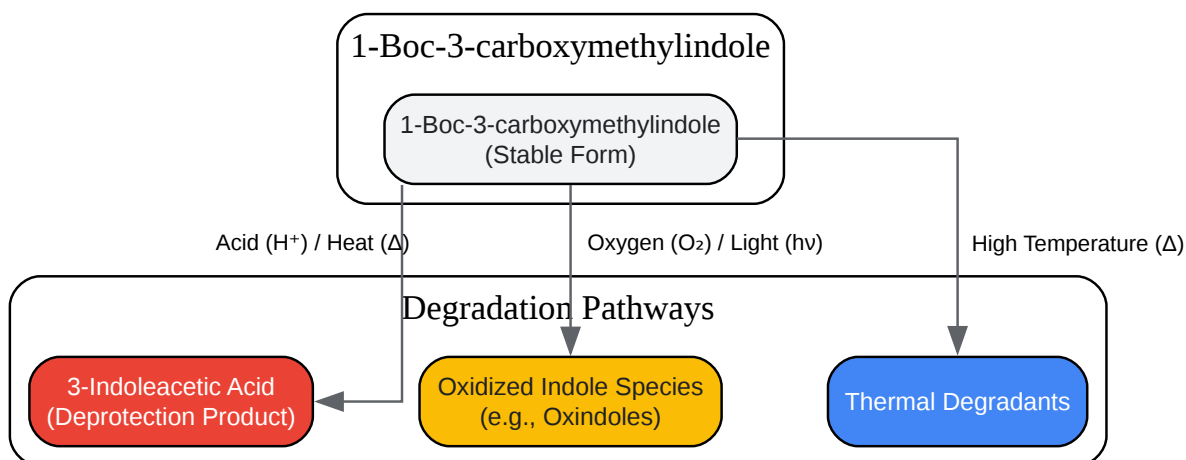 1-Boc-3-carboxymethylindole
1-Boc-3-carboxymethylindole
(Stable Form)
Acid (H⁺) / Heat (Δ)
Oxygen (O₂) / Light (hν)
High Temperature (Δ)
Degradation Pathways
3-Indoleacetic Acid
(Deprotection Product)
Oxidized Indole Species
(e.g., Oxindoles)
Thermal Degradants